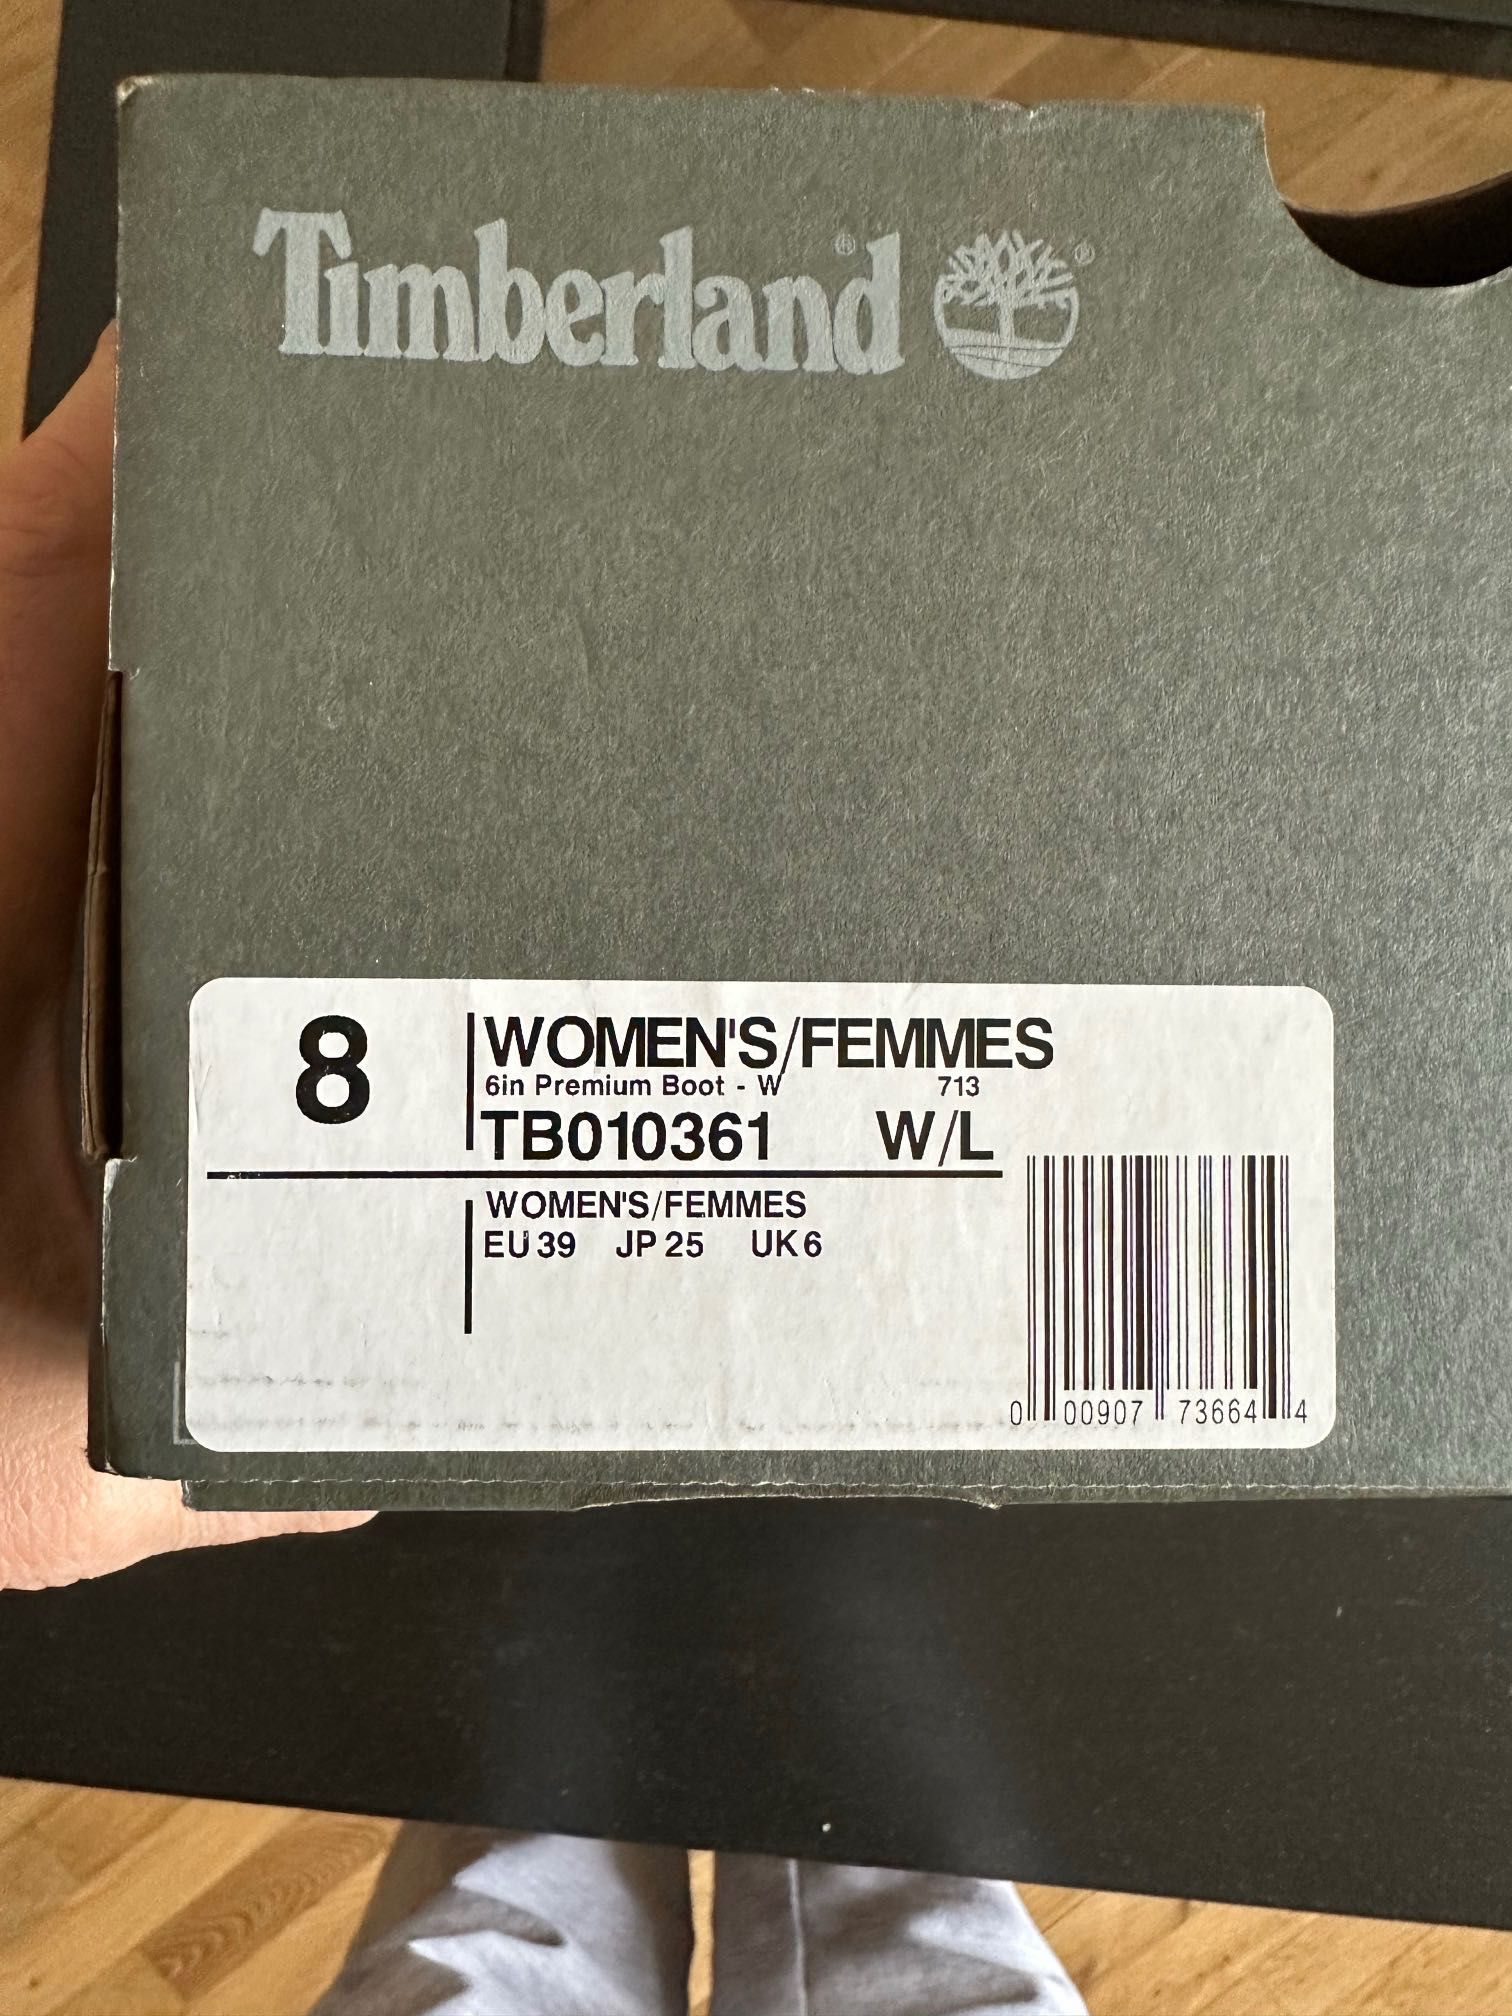 Timberland® ®
8
WOMEN'S/FEMMES
6in Premium Boot - W 713
TB010361 W/L
WOMEN'S/FEMMES
EU 39 JP 25 UK 6
0 00907 73664 4